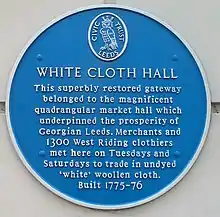 CIVIC TRUST
LEEDS
WHITE CLOTH HALL
This superbly restored gateway
belonged to the magnificent
quadrangular market hall which
underpinned the prosperity of
Georgian Leeds. Merchants and
1300 West Riding clothiers
met here on Tuesdays and
Saturdays to trade in undyed
'white' woollen cloth.
Built 1775-76